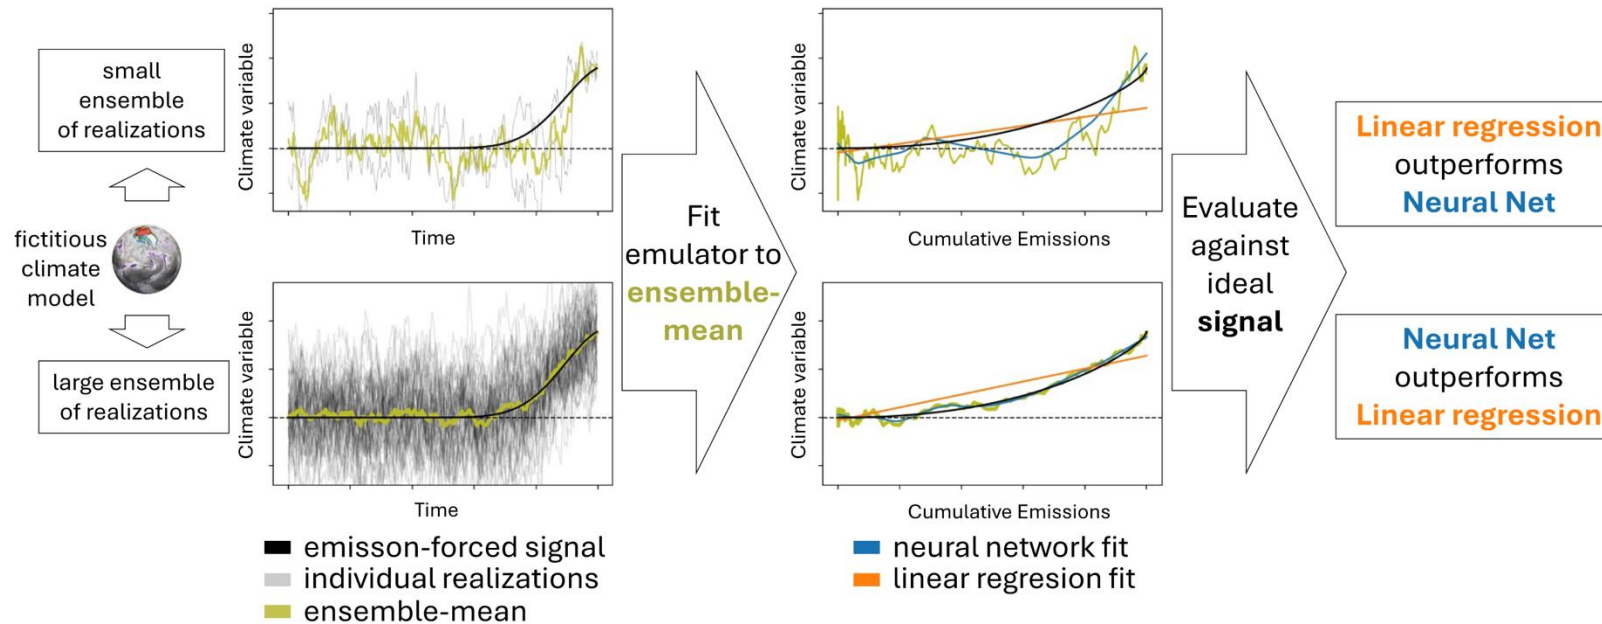 small
ensemble
of realizations
fictitious
climate
model
large ensemble
of realizations
Climate variable
Time
Climate variable
Time
emisson-forced signal
individual realizations
ensemble-mean
Fit
emulator to
ensemble-
mean
Climate variable
Cumulative Emissions
Climate variable
Cumulative Emissions
neural network fit
linear regresion fit
Evaluate
against
ideal
signal
Linear regression
outperforms
Neural Net
Neural Net
outperforms
Linear regression